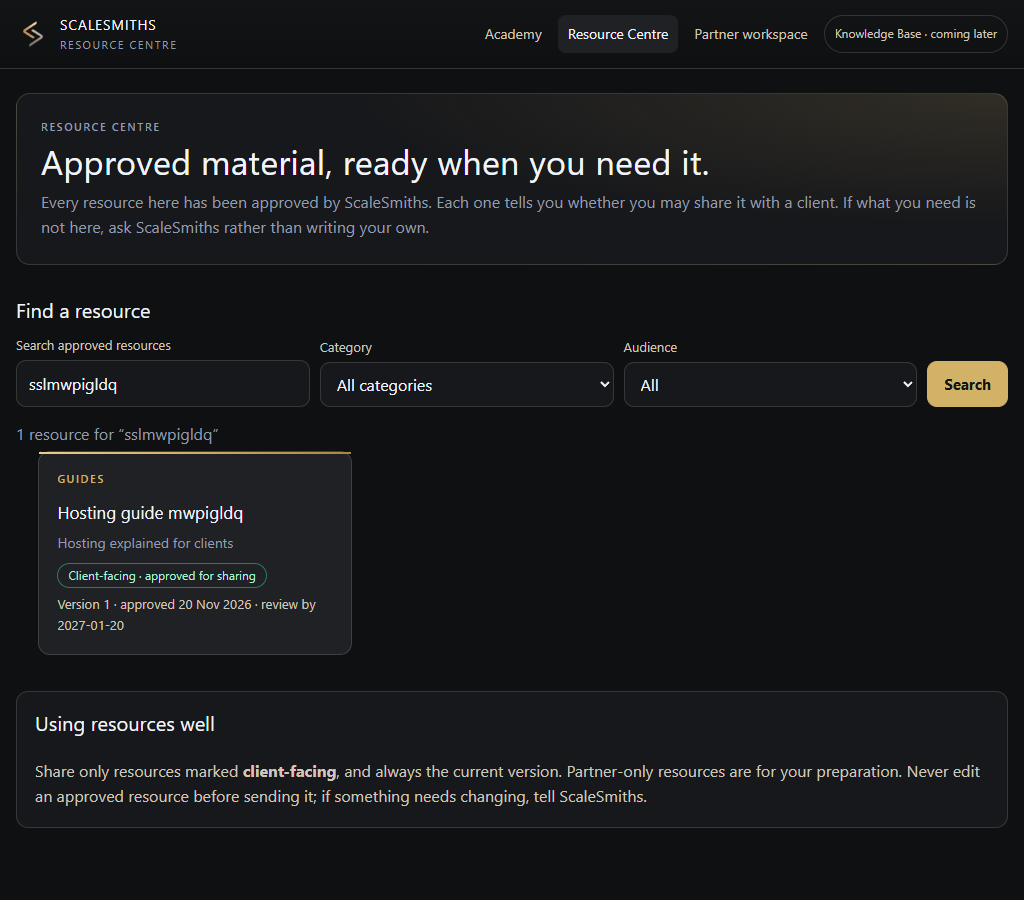 SCALESMITHS
RESOURCE CENTRE
Academy
Resource Centre
Partner workspace
Knowledge Base · coming later
RESOURCE CENTRE
Approved material, ready when you need it.
Every resource here has been approved by ScaleSmiths. Each one tells you whether you may share it with a client. If what you need is
not here, ask ScaleSmiths rather than writing your own.
Find a resource
Search approved resources
Category
Audience
sslmwpigldq
All categories
All
Search
1 resource for “sslmwpigldq”
GUIDES
Hosting guide mwpigldq
Hosting explained for clients
Client-facing · approved for sharing
Version 1 · approved 20 Nov 2026 · review by
2027-01-20
Using resources well
Share only resources marked client-facing, and always the current version. Partner-only resources are for your preparation. Never edit
an approved resource before sending it; if something needs changing, tell ScaleSmiths.